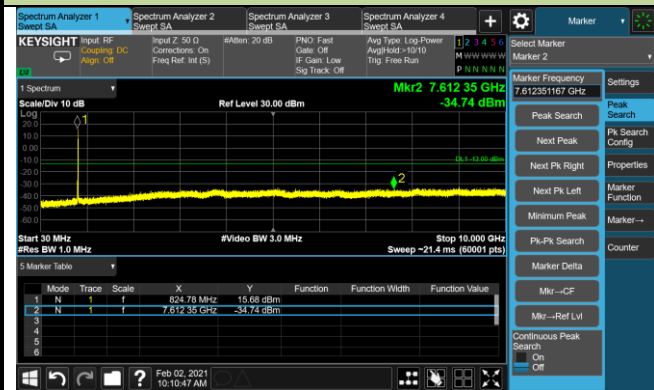 Spectrum Analyzer 1
Swept SA
Spectrum Analyzer 2
Swept SA
Spectrum Analyzer 3
Swept SA
Spectrum Analyzer 4
Swept SA
+
Marker
KEYSIGHT
Input: RF
Coupling: DC
Align: Off
Input Z: 50 Ω
Corrections: On
Freq Ref: Int (S)
#Atten: 20 dB
PNO: Fast
Gate: Off
IF Gain: Low
Sig Track: Off
Avg Type: Log-Power
Avg|Hold:>10/10
Trig: Free Run
1 2 3 4 5 6
M W W W W W
P N N N N N
Select Marker
Marker 2
1 Spectrum
Mkr2 7.612 35 GHz
-34.74 dBm
Scale/Div 10 dB
Ref Level 30.00 dBm
Log
20.0
10.0
0.00
-10.0
-20.0
-30.0
-40.0
-50.0
-60.0
1
DL1 -13.00 dBm
2
Start 30 MHz
#Res BW 1.0 MHz
#Video BW 3.0 MHz
Stop 10.000 GHz
Sweep ~21.4 ms (60001 pts)
5 Marker Table
Mode Trace Scale X Y Function Function Width Function Value
1 N 1 f 824.78 MHz 15.68 dBm
2 N 1 f 7.612 35 GHz -34.74 dBm
3
4
5
6
Marker Frequency
7.612351167 GHz
Peak Search
Next Peak
Next Pk Right
Next Pk Left
Minimum Peak
Pk-Pk Search
Marker Delta
Mkr→CF
Mkr→Ref Lvl
Continuous Peak
Search
On
Off
Settings
Peak
Search
Pk Search
Config
Properties
Marker
Function
Marker→
Counter
?
Feb 02, 2021
10:10:47 AM